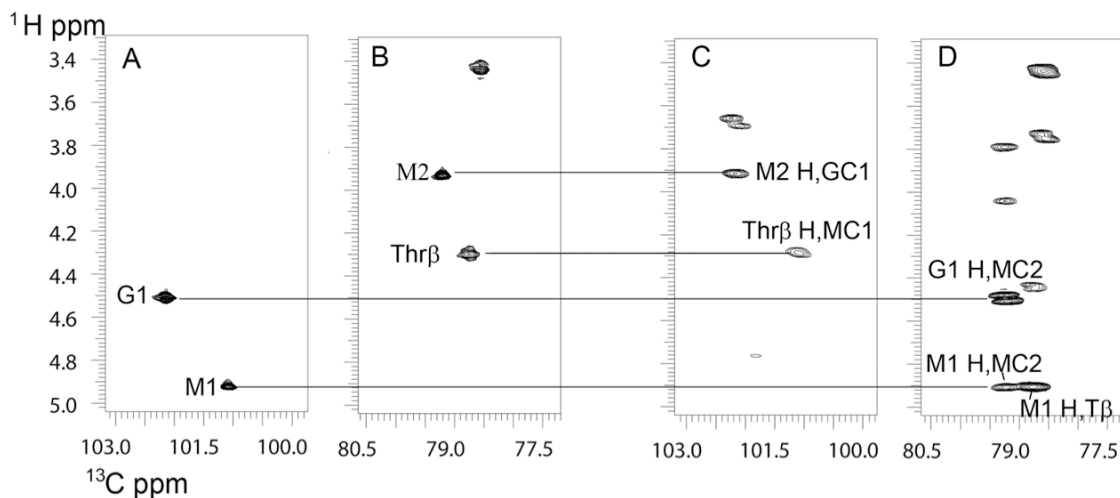 ¹H ppm
A
B
C
D
3.4
3.6
3.8
4.0
4.2
4.4
4.6
4.8
5.0
M2
M2 H,GC1
Thrβ H,MC1
Thrβ
G1 H,MC2
G1
M1 H,MC2
M1
M1 H,Tβ
103.0 101.5 100.0 80.5 79.0 77.5 103.0 101.5 100.0 80.5 79.0 77.5
¹³C ppm